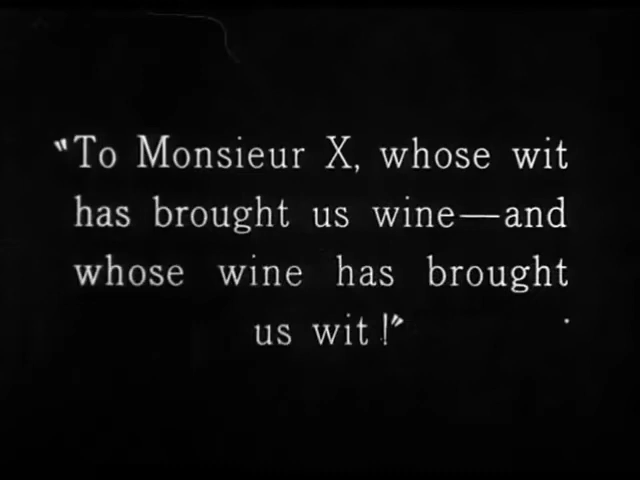 "To Monsieur X, whose wit
has brought us wine—and
whose wine has brought
us wit!"